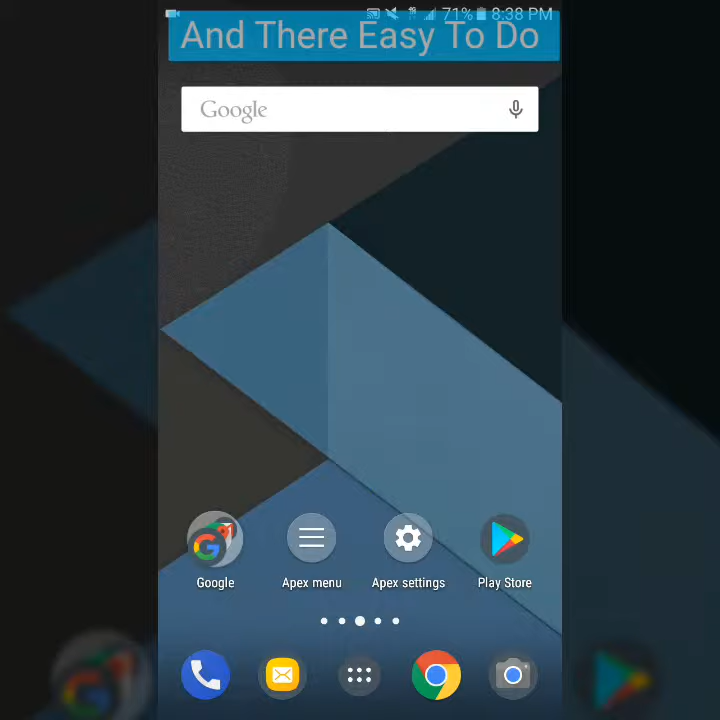 71% 8:38 PM
And There Easy To Do
Google
Google
Apex menu
Apex settings
Play Store